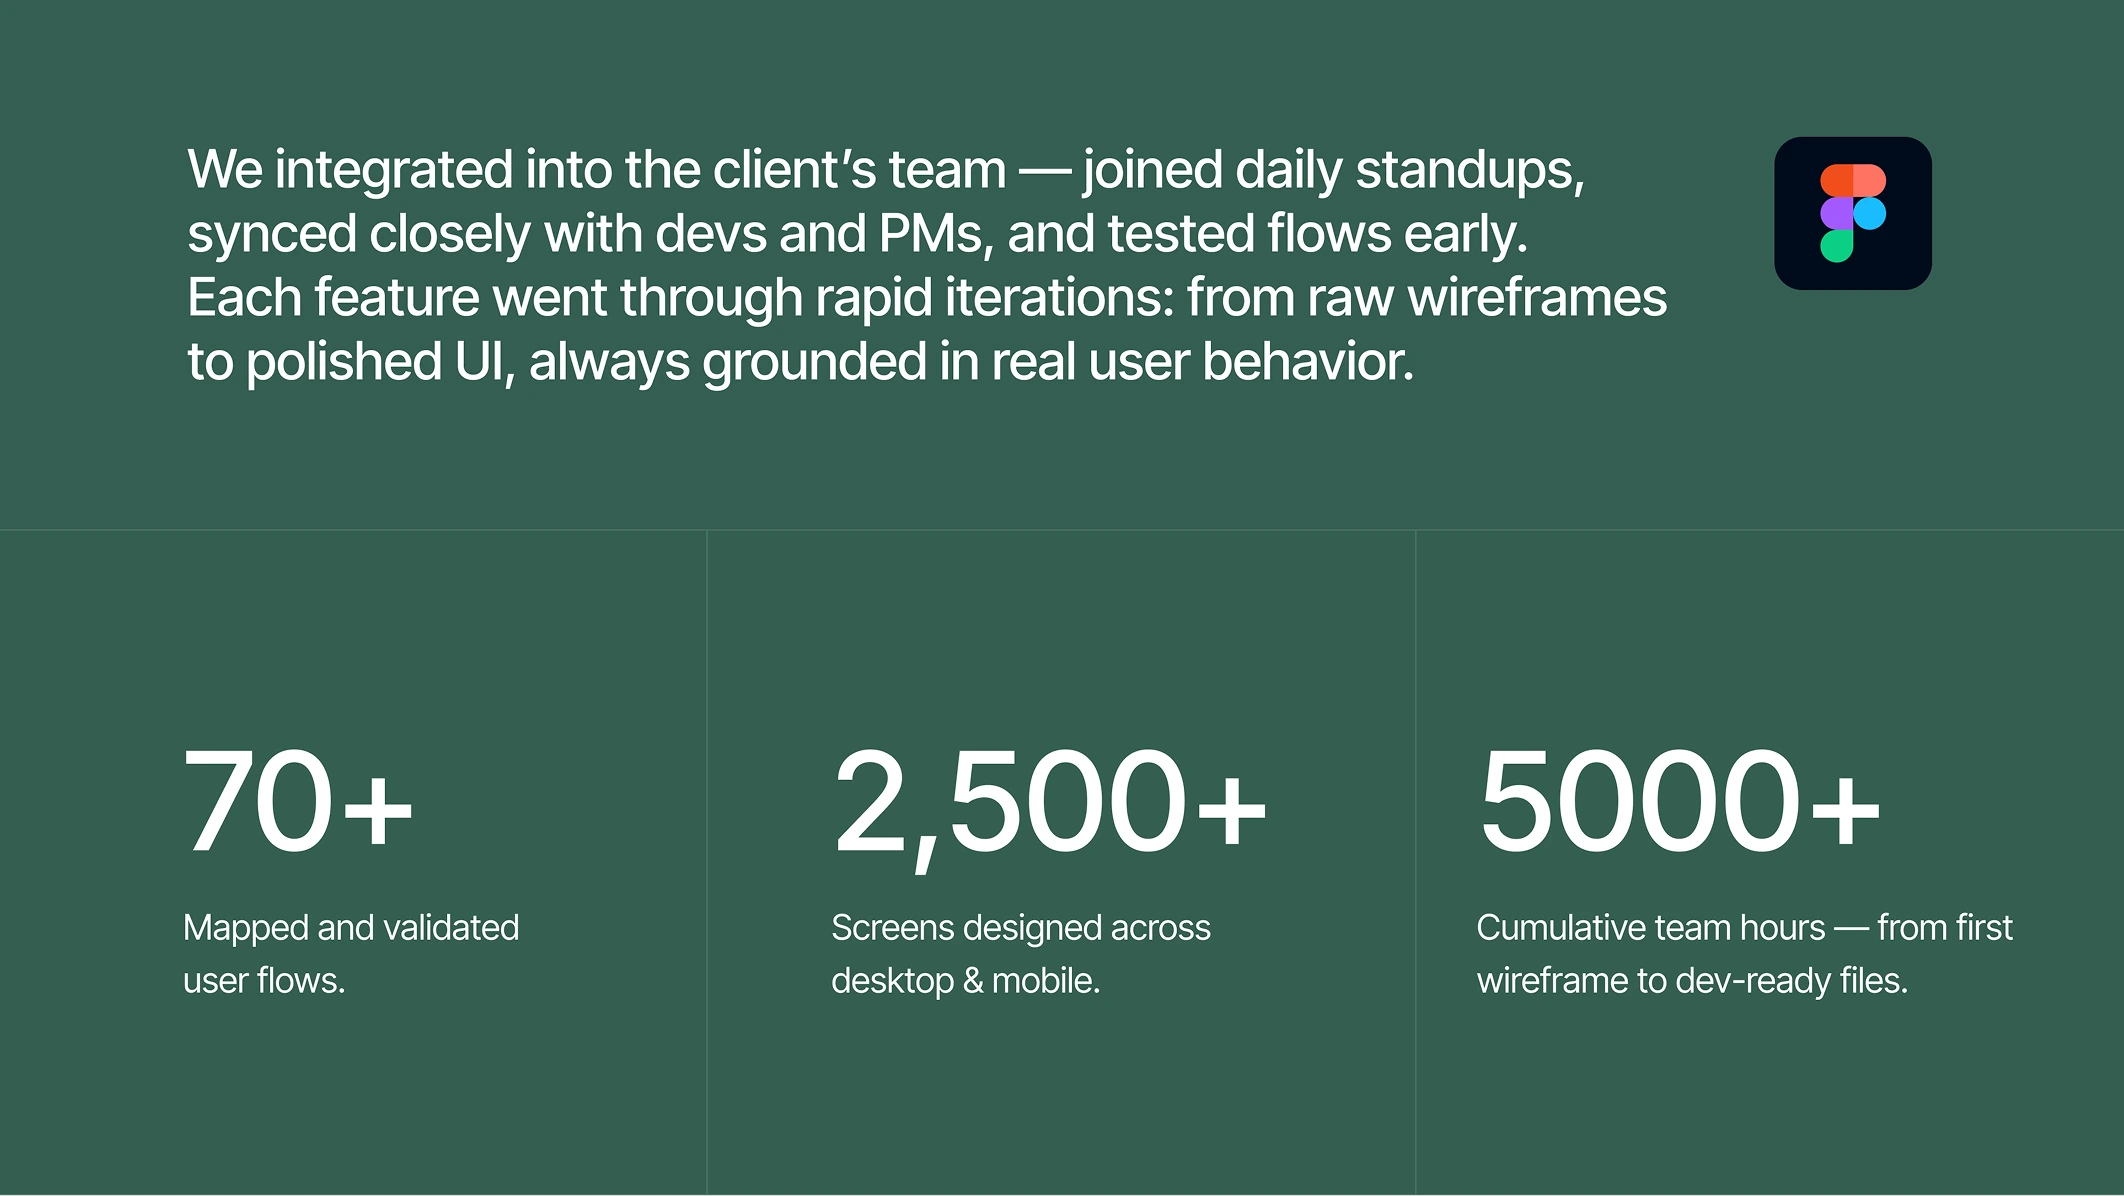 We integrated into the client’s team — joined daily standups,
synced closely with devs and PMs, and tested flows early.
Each feature went through rapid iterations: from raw wireframes
to polished UI, always grounded in real user behavior.
70+
Mapped and validated
user flows.
2,500+
Screens designed across
desktop & mobile.
5000+
Cumulative team hours — from first
wireframe to dev-ready files.